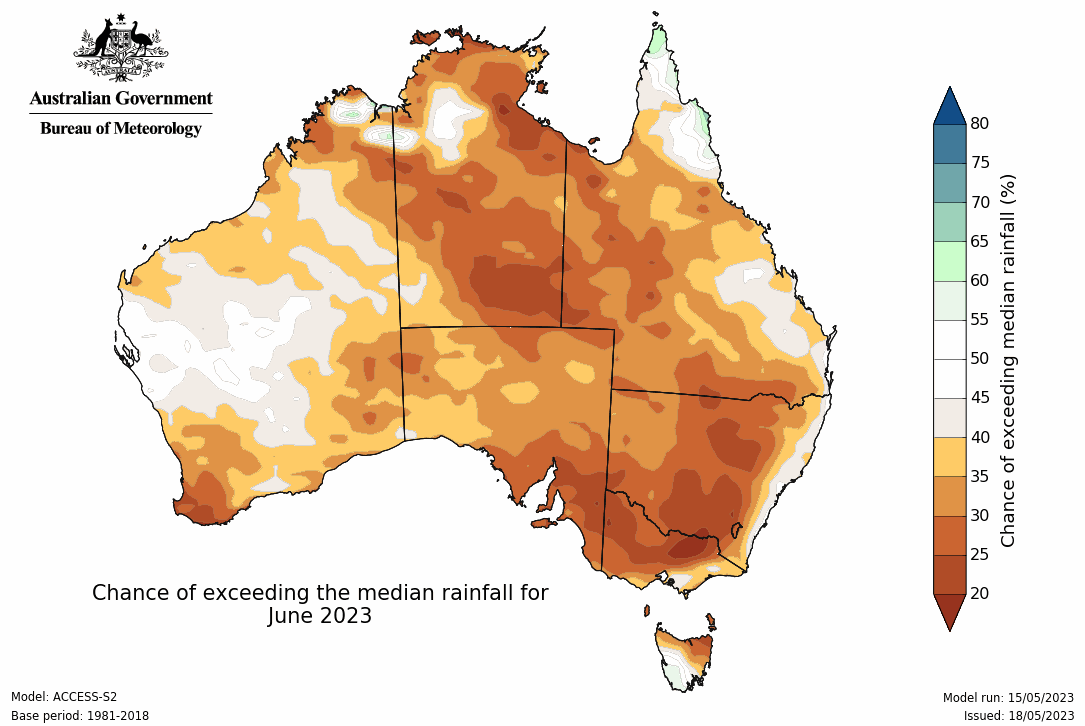 AUSTRALIA
Australian Government
Bureau of Meteorology
80
75
70
65
60
55
50
45
40
35
30
25
20
Chance of exceeding median rainfall (%)
Chance of exceeding the median rainfall for
June 2023
Model: ACCESS-S2
Base period: 1981-2018
Model run: 15/05/2023
Issued: 18/05/2023